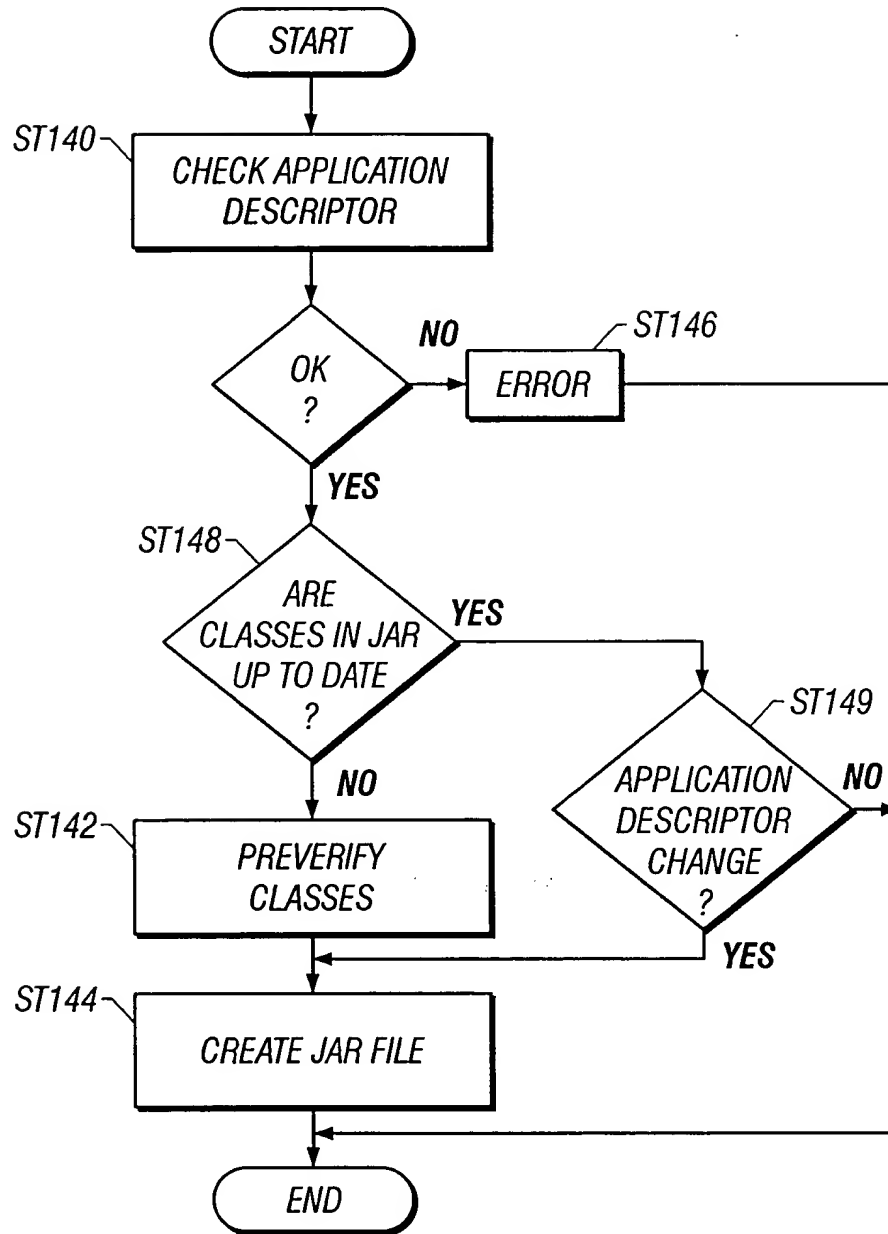 START
ST140
CHECK APPLICATION
DESCRIPTOR
OK
?
NO
ST146
ERROR
YES
ST148
ARE
CLASSES IN JAR
UP TO DATE
?
YES
ST149
APPLICATION
DESCRIPTOR
CHANGE
?
NO
YES
NO
ST142
PREVERIFY
CLASSES
ST144
CREATE JAR FILE
END